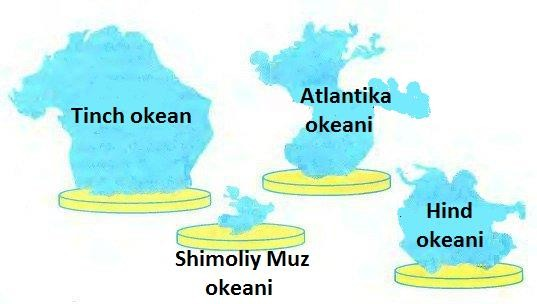 Tinch okean
Atlantika
okeani
Shimoliy Muz
okeani
Hind
okeani